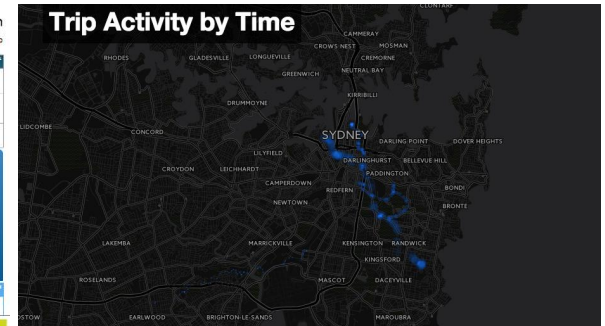 Trip Activity by Time
CLONTARF
CAMMERAY
CROWS NEST
MOSMAN
RHODES
GLADESVILLE
LONGUEVILLE
CREMORNE
NEUTRAL BAY
GREENWICH
KIRRIBILLI
DRUMMOYNE
LIDCOMBE
CONCORD
SYDNEY
DARLING POINT
DOVER HEIGHTS
LILYFIELD
DARLINGHURST
BELLEVUE HILL
CROYDON
LEICHHARDT
PADDINGTON
CAMPERDOWN
REDFERN
BONDI
NEWTOWN
BRONTE
LAKEMBA
MARRICKVILLE
KENSINGTON
RANDWICK
KINGSFORD
ROSELANDS
MASCOT
DACEYVILLE
STOW
EARLWOOD
BRIGHTON-LE-SANDS
MAROUBRA